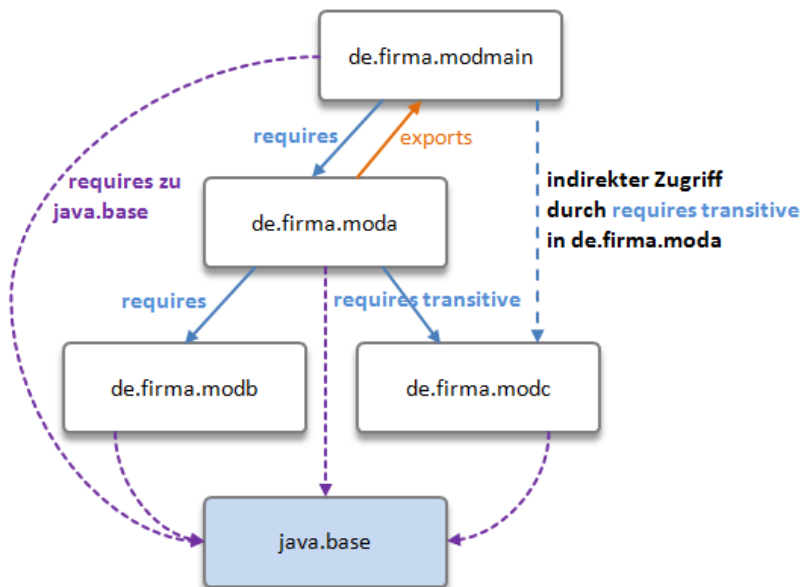 de.firma.modmain
requires
exports
requires zu
java.base
indirekter Zugriff
durch requires transitive
in de.firma.moda
de.firma.moda
requires
requires transitive
de.firma.modb
de.firma.modc
java.base